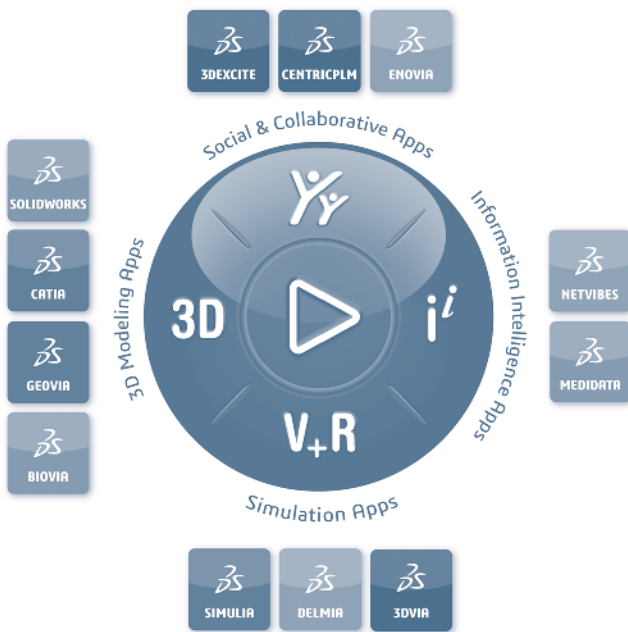 3DEXCITE
CENTRICPLM
ENOVIA
Social & Collaborative Apps
SOLIDWORKS
CATIA
GEOVIA
BIOVIA
3D Modeling Apps
3D
i i
V+R
Information Intelligence Apps
NETVIBES
MEDIDATA
Simulation Apps
SIMULIA
DELMIA
3DVIA